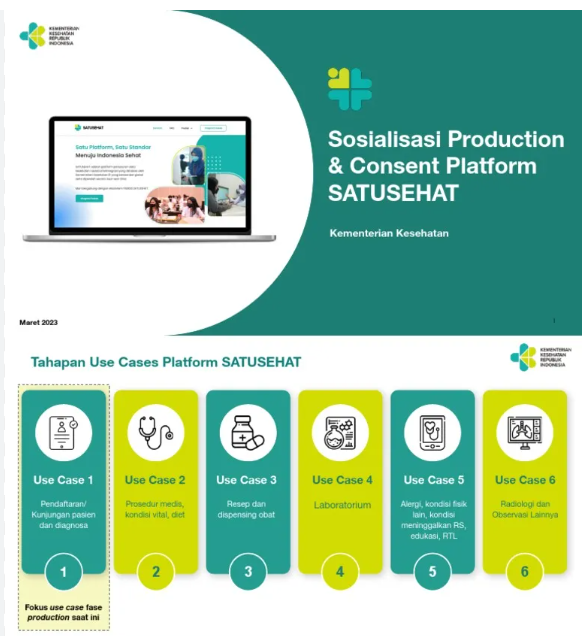 KEMENTERIAN
KESEHATAN
REPUBLIK
INDONESIA
SATUSEHAT
Satu Platform, Satu Standar
Menuju Indonesia Sehat
Sosialisasi Production
& Consent Platform
SATUSEHAT
Kementerian Kesehatan
Maret 2023
1
Tahapan Use Cases Platform SATUSEHAT
KEMENTERIAN
KESEHATAN
REPUBLIK
INDONESIA
Use Case 1
Pendaftaran/
Kunjungan pasien
dan diagnosa
1
Fokus use case fase
production saat ini
Use Case 2
Prosedur medis,
kondisi vital, diet
2
Use Case 3
Resep dan
dispensing obat
3
Use Case 4
Laboratorium
4
Use Case 5
Alergi, kondisi fisik
lain, kondisi
meninggalkan RS,
edukasi, RTL
5
Use Case 6
Radiologi dan
Observasi Lainnya
6